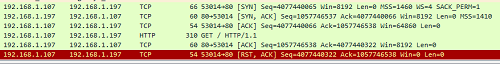 192.168.1.107 192.168.1.197 TCP 66 53014→80 [SYN] Seq=4077440065 Win=8192 Len=0 MSS=1460 WS=4 SACK_PERM=1
192.168.1.197 192.168.1.107 TCP 60 80→53014 [SYN, ACK] Seq=1057746537 Ack=4077440066 Win=8192 Len=0 MSS=1410
192.168.1.107 192.168.1.197 TCP 54 53014→80 [ACK] Seq=4077440066 Ack=1057746538 Win=64860 Len=0
192.168.1.107 192.168.1.197 HTTP 310 GET / HTTP/1.1
192.168.1.197 192.168.1.107 TCP 60 80→53014 [ACK] Seq=1057746538 Ack=4077440322 Win=8192 Len=0
192.168.1.107 192.168.1.197 TCP 54 53014→80 [RST, ACK] Seq=4077440322 Ack=1057746538 Win=0 Len=0